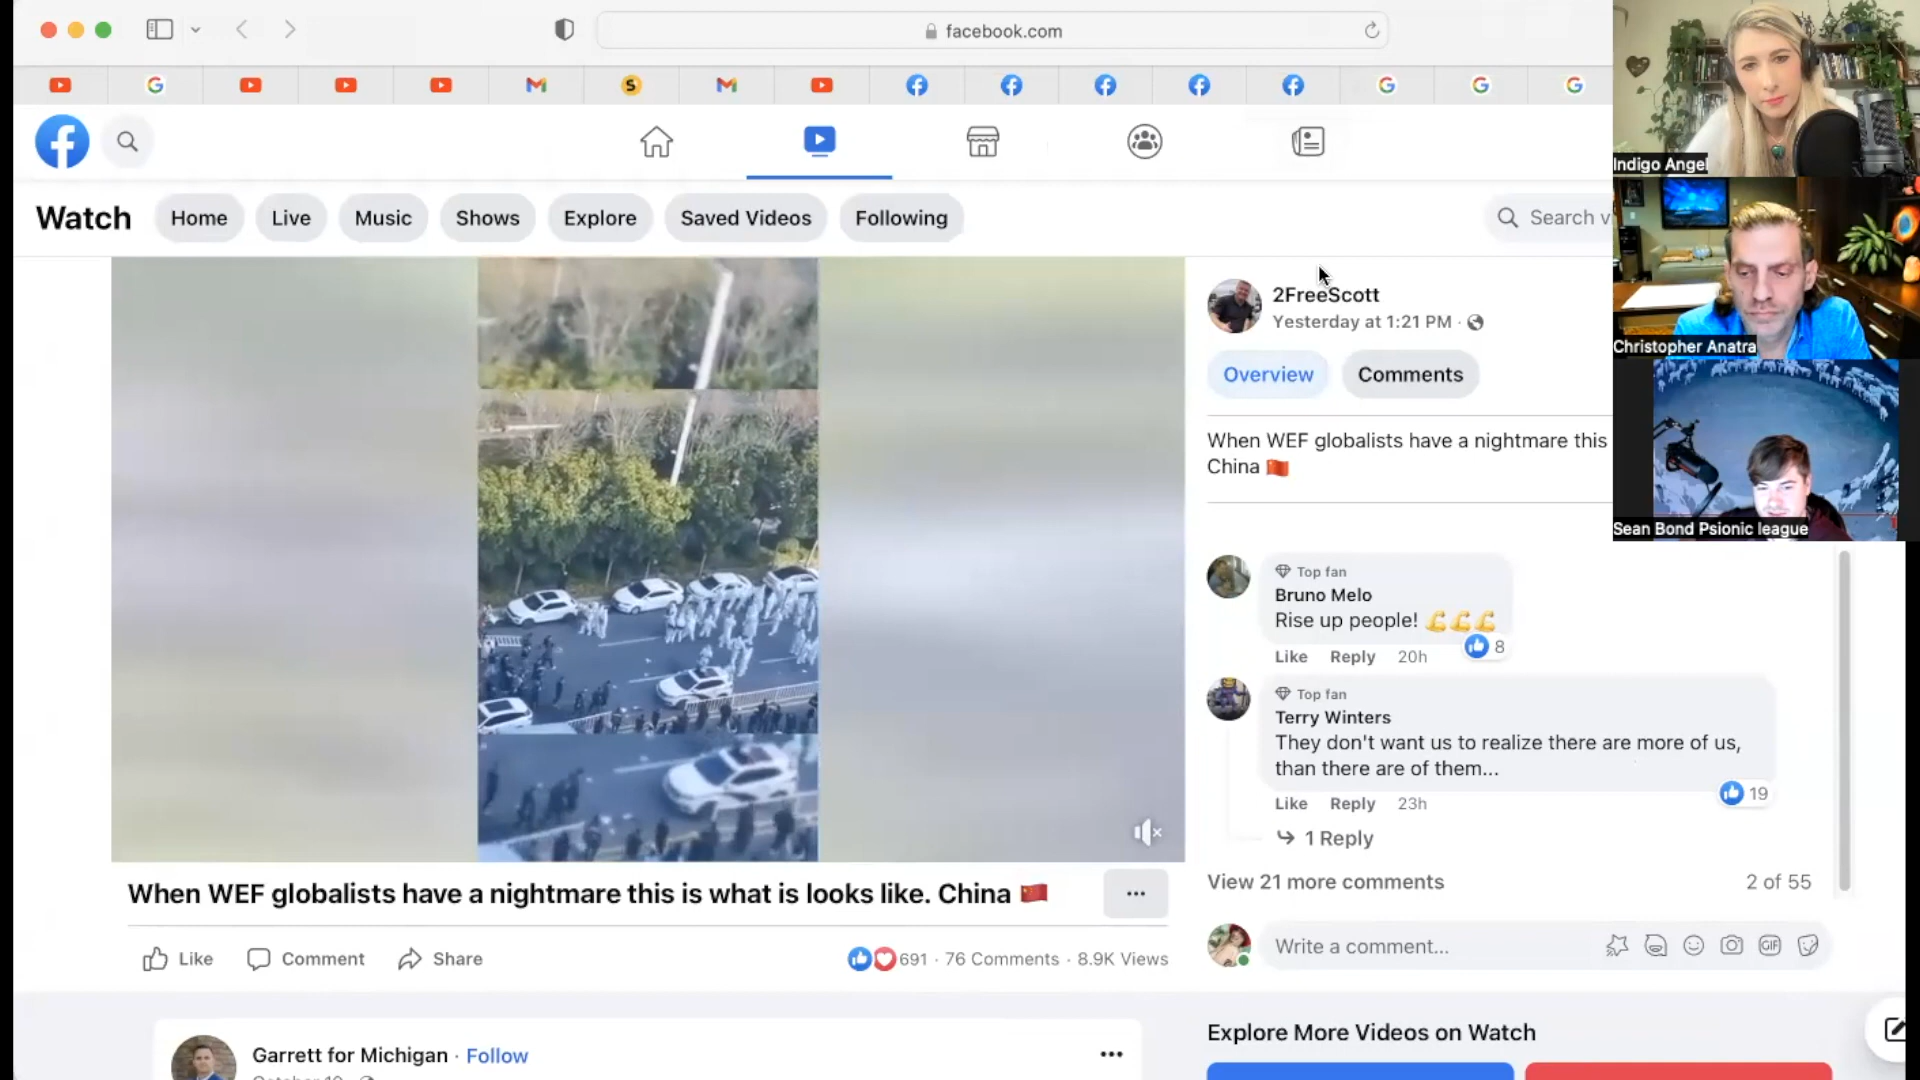 facebook.com
Watch
Home
Live
Music
Shows
Explore
Saved Videos
Following
Search v
2FreeScott
Yesterday at 1:21 PM ·
Overview
Comments
When WEF globalists have a nightmare this
China 🇨🇳
Top fan
Bruno Melo
Rise up people! 💪💪💪
Like Reply 20h
8
Top fan
Terry Winters
They don't want us to realize there are more of us,
than there are of them...
Like Reply 23h
19
1 Reply
View 21 more comments
2 of 55
Write a comment...
GIF
When WEF globalists have a nightmare this is what is looks like. China 🇨🇳
Like
Comment
Share
691 · 76 Comments · 8.9K Views
Garrett for Michigan · Follow
Explore More Videos on Watch
Indigo Angel
Christopher Anatra
Sean Bond Psionic league